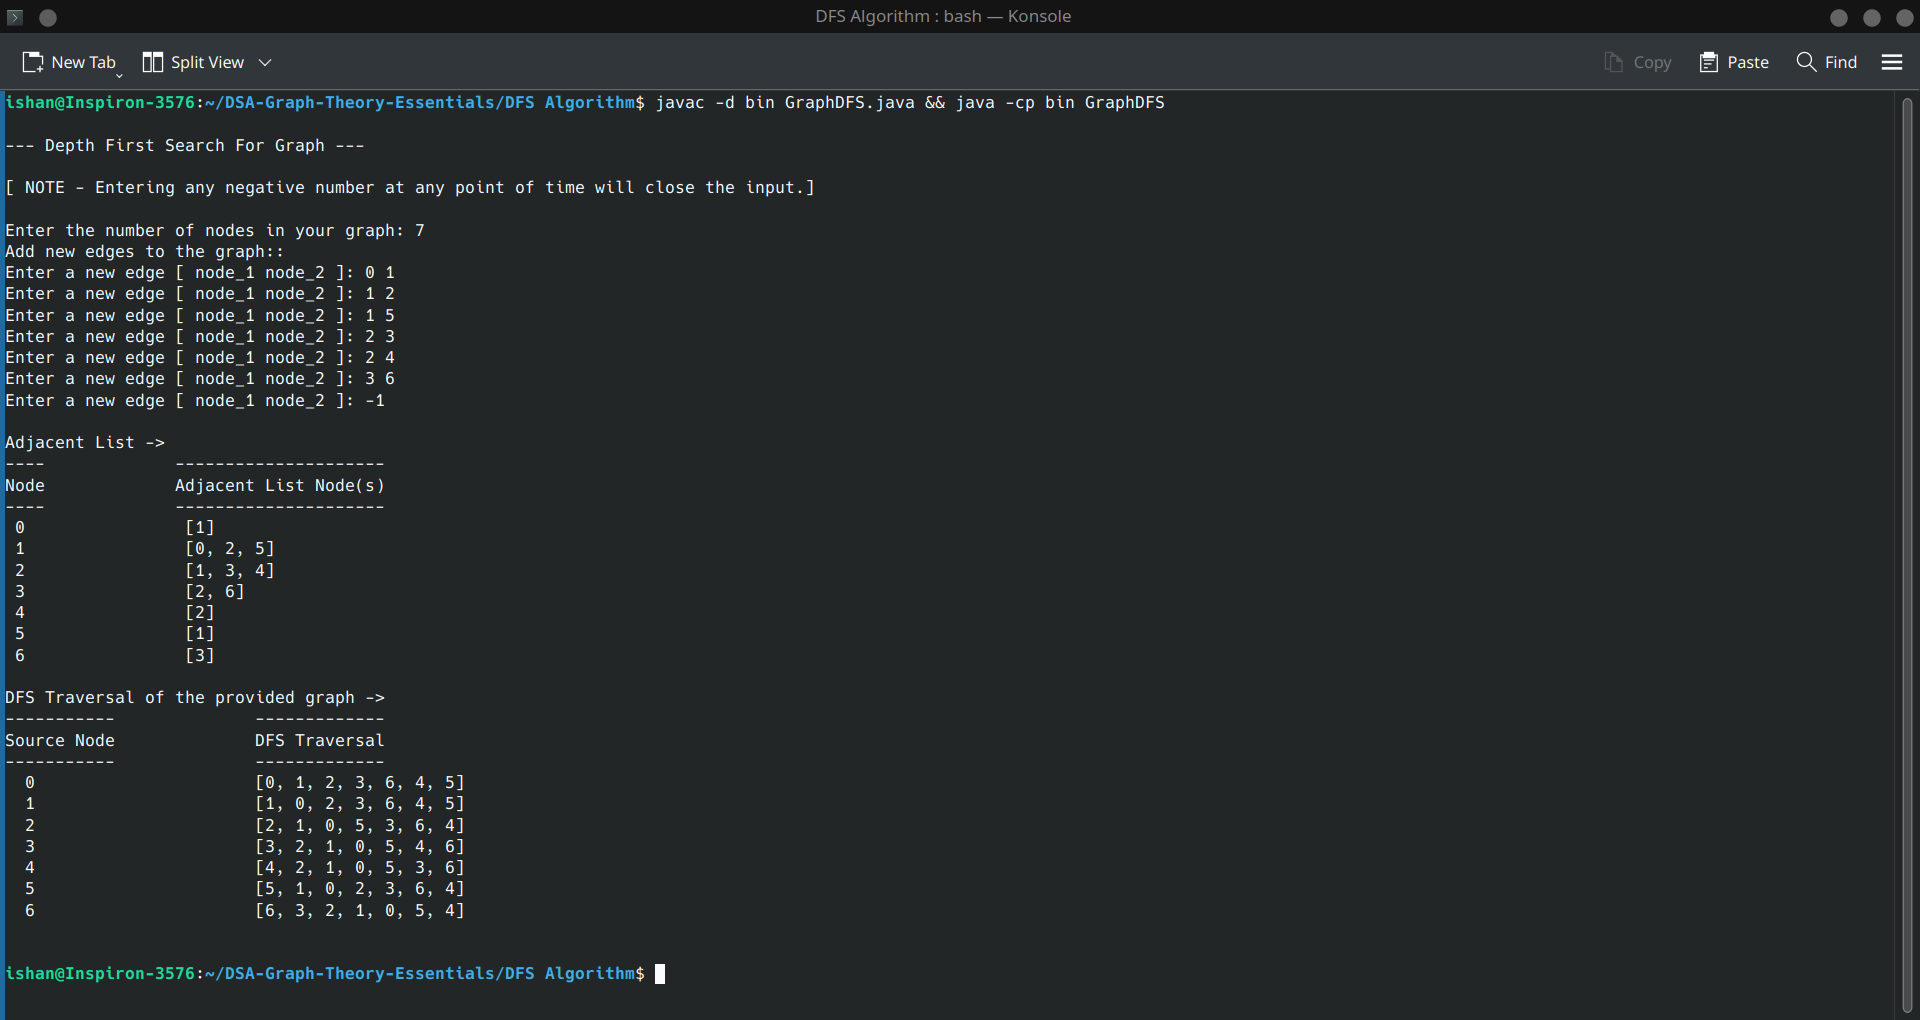 DFS Algorithm : bash — Konsole
New Tab Split View Copy Paste Find
ishan@Inspiron-3576:~/DSA-Graph-Theory-Essentials/DFS Algorithm$ javac -d bin GraphDFS.java && java -cp bin GraphDFS
--- Depth First Search For Graph ---
[ NOTE - Entering any negative number at any point of time will close the input.]
Enter the number of nodes in your graph: 7
Add new edges to the graph::
Enter a new edge [ node_1 node_2 ]: 0 1
Enter a new edge [ node_1 node_2 ]: 1 2
Enter a new edge [ node_1 node_2 ]: 1 5
Enter a new edge [ node_1 node_2 ]: 2 3
Enter a new edge [ node_1 node_2 ]: 2 4
Enter a new edge [ node_1 node_2 ]: 3 6
Enter a new edge [ node_1 node_2 ]: -1
Adjacent List ->
---- ---------------------
Node Adjacent List Node(s)
---- ---------------------
0 [1]
1 [0, 2, 5]
2 [1, 3, 4]
3 [2, 6]
4 [2]
5 [1]
6 [3]
DFS Traversal of the provided graph ->
----------- -------------
Source Node DFS Traversal
----------- -------------
0 [0, 1, 2, 3, 6, 4, 5]
1 [1, 0, 2, 3, 6, 4, 5]
2 [2, 1, 0, 5, 3, 6, 4]
3 [3, 2, 1, 0, 5, 4, 6]
4 [4, 2, 1, 0, 5, 3, 6]
5 [5, 1, 0, 2, 3, 6, 4]
6 [6, 3, 2, 1, 0, 5, 4]
ishan@Inspiron-3576:~/DSA-Graph-Theory-Essentials/DFS Algorithm$